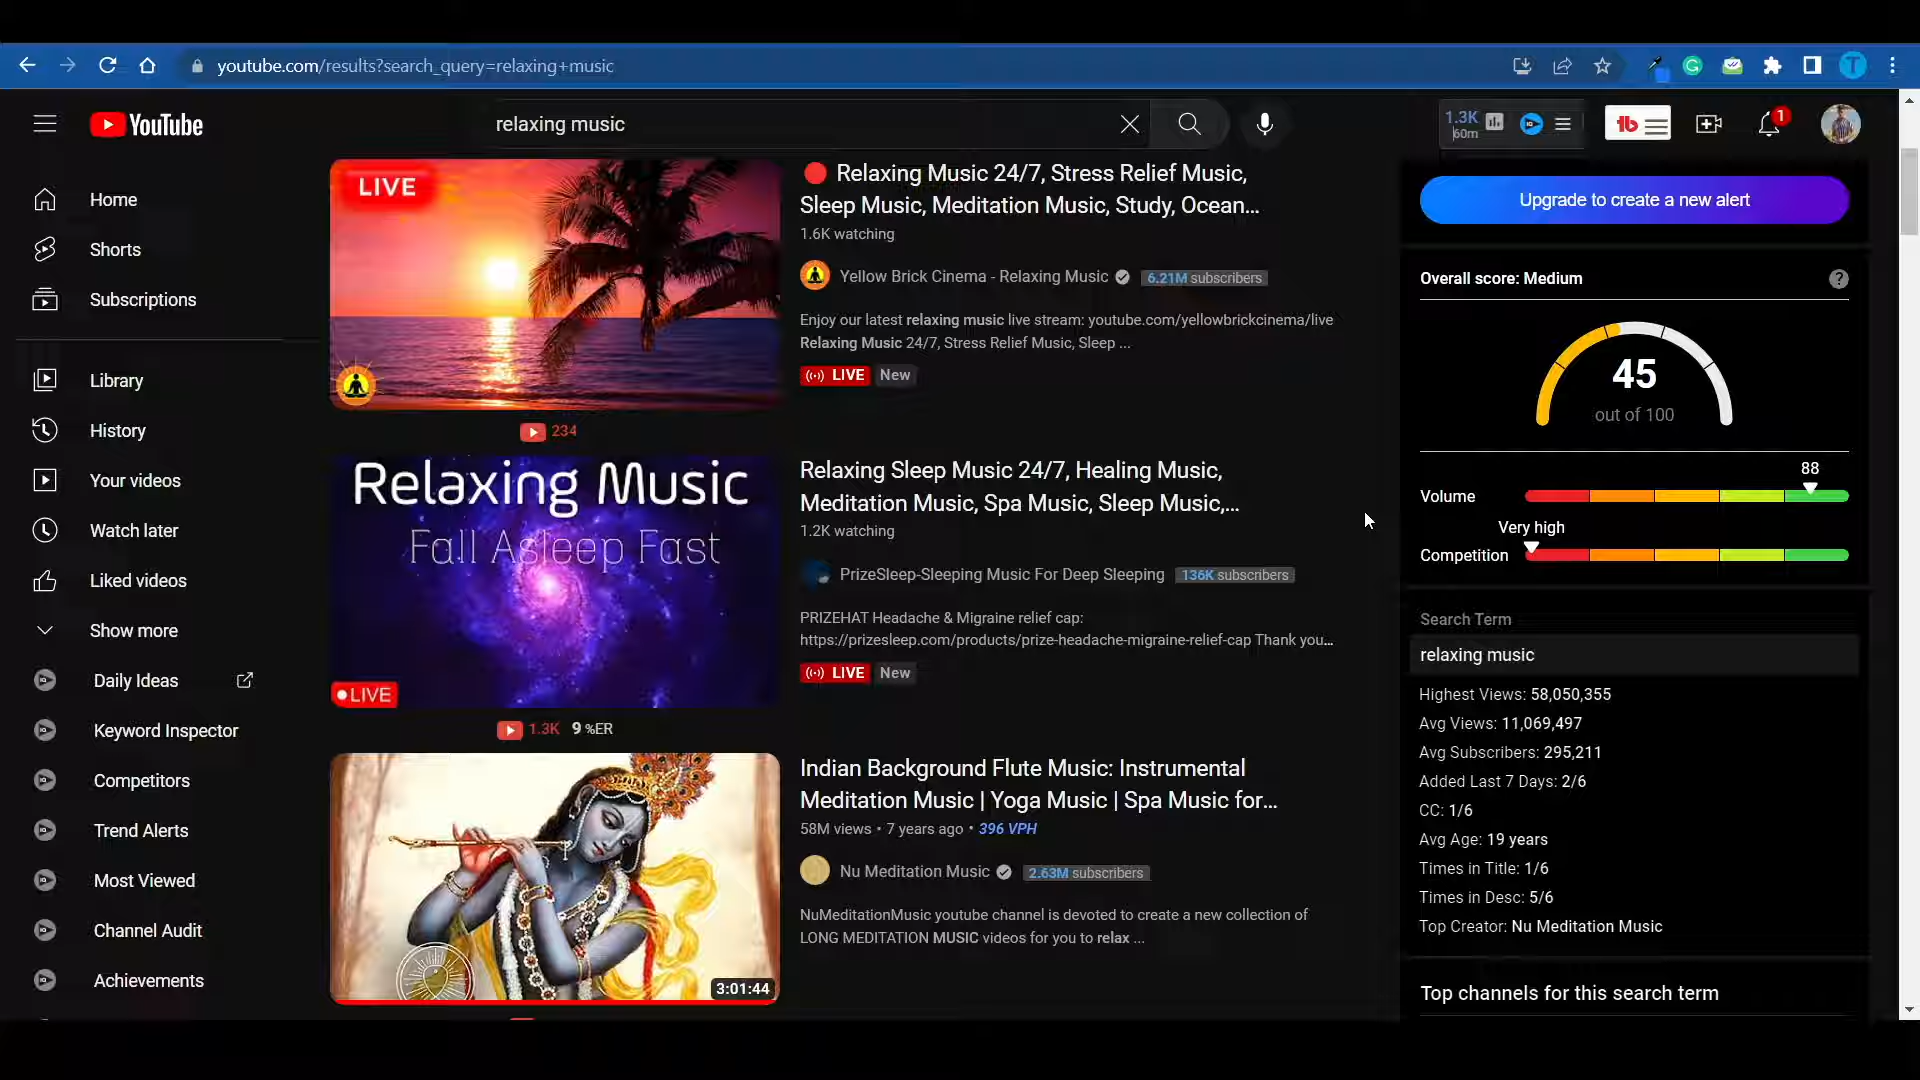 youtube.com/results?search_query=relaxing+music
T
YouTube
relaxing music
1.3K
60m
tb
1
Home
Shorts
Subscriptions
Library
History
Your videos
Watch later
Liked videos
Show more
Daily Ideas
Keyword Inspector
Competitors
Trend Alerts
Most Viewed
Channel Audit
Achievements
LIVE
234
Relaxing Music 24/7, Stress Relief Music,
Sleep Music, Meditation Music, Study, Ocean...
1.6K watching
Yellow Brick Cinema - Relaxing Music 6.21M subscribers
Enjoy our latest relaxing music live stream: youtube.com/yellowbrickcinema/live
Relaxing Music 24/7, Stress Relief Music, Sleep ...
LIVE New
Relaxing Music
Fall Asleep Fast
LIVE
1.3K 9 %ER
Relaxing Sleep Music 24/7, Healing Music,
Meditation Music, Spa Music, Sleep Music,...
1.2K watching
PrizeSleep-Sleeping Music For Deep Sleeping 136K subscribers
PRIZEHAT Headache & Migraine relief cap:
https://prizesleep.com/products/prize-headache-migraine-relief-cap Thank you...
LIVE New
3:01:44
Indian Background Flute Music: Instrumental
Meditation Music | Yoga Music | Spa Music for...
58M views • 7 years ago • 396 VPH
Nu Meditation Music 2.63M subscribers
NuMeditationMusic youtube channel is devoted to create a new collection of
LONG MEDITATION MUSIC videos for you to relax ...
Upgrade to create a new alert
Overall score: Medium ?
45
out of 100
88
Volume
Very high
Competition
Search Term
relaxing music
Highest Views: 58,050,355
Avg Views: 11,069,497
Avg Subscribers: 295,211
Added Last 7 Days: 2/6
CC: 1/6
Avg Age: 19 years
Times in Title: 1/6
Times in Desc: 5/6
Top Creator: Nu Meditation Music
Top channels for this search term